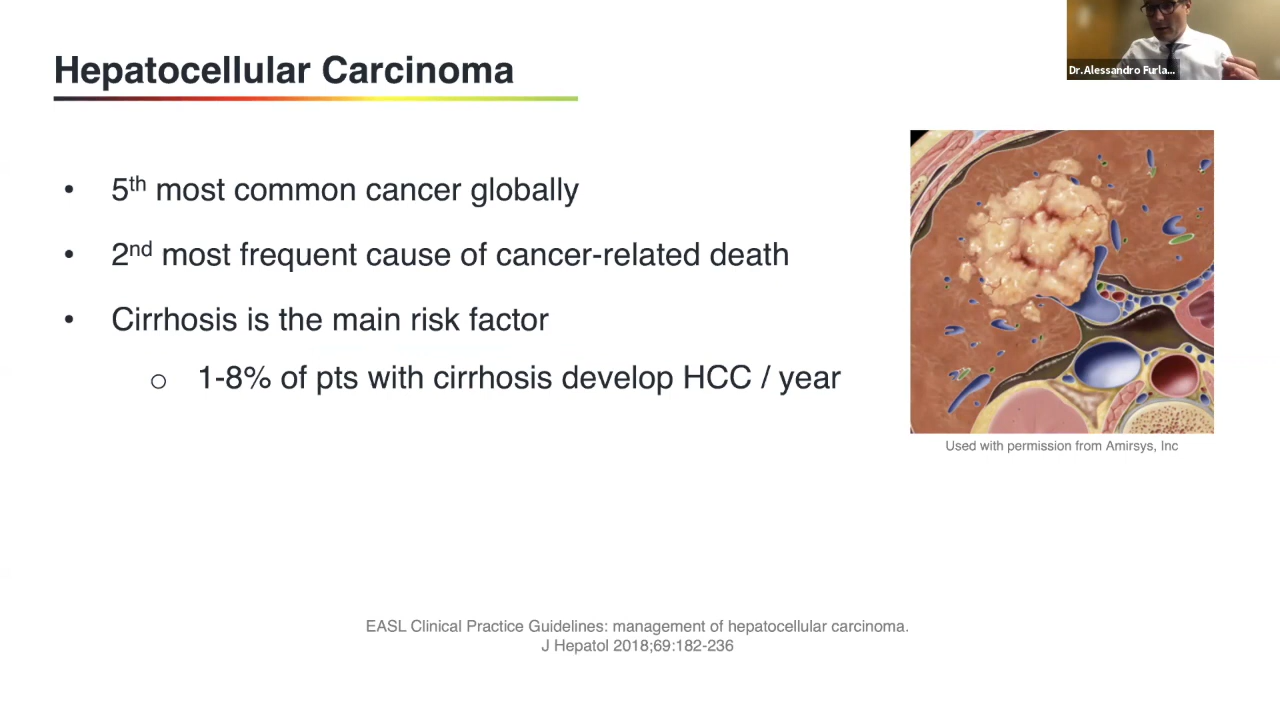 Hepatocellular Carcinoma
Dr.Alessandro Furla...
• 5th most common cancer globally
• 2nd most frequent cause of cancer-related death
• Cirrhosis is the main risk factor
○ 1-8% of pts with cirrhosis develop HCC / year
Used with permission from Amirsys, Inc
EASL Clinical Practice Guidelines: management of hepatocellular carcinoma.
J Hepatol 2018;69:182-236